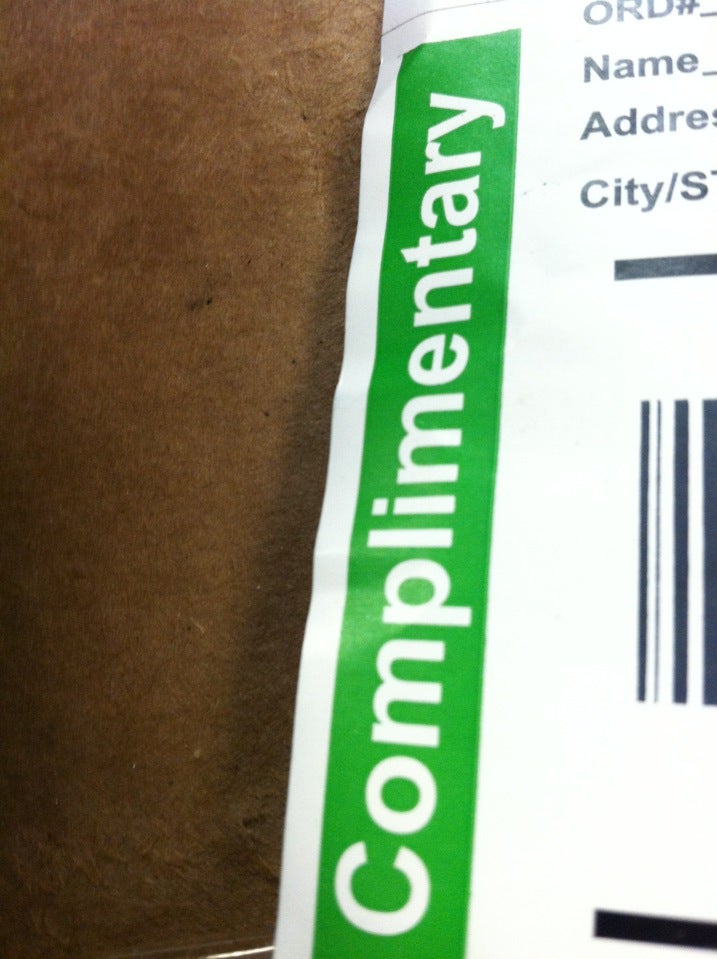 Complimentary
ORD#_
Name_
Addres
City/ST